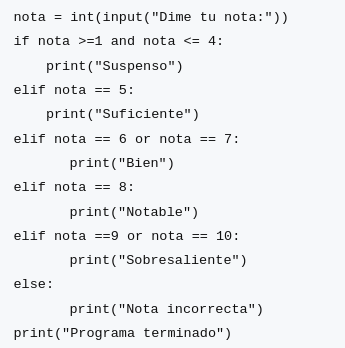 nota = int(input("Dime tu nota:"))
if nota >=1 and nota <= 4:
    print("Suspenso")
elif nota == 5:
    print("Suficiente")
elif nota == 6 or nota == 7:
       print("Bien")
elif nota == 8:
       print("Notable")
elif nota ==9 or nota == 10:
       print("Sobresaliente")
else:
       print("Nota incorrecta")
print("Programa terminado")